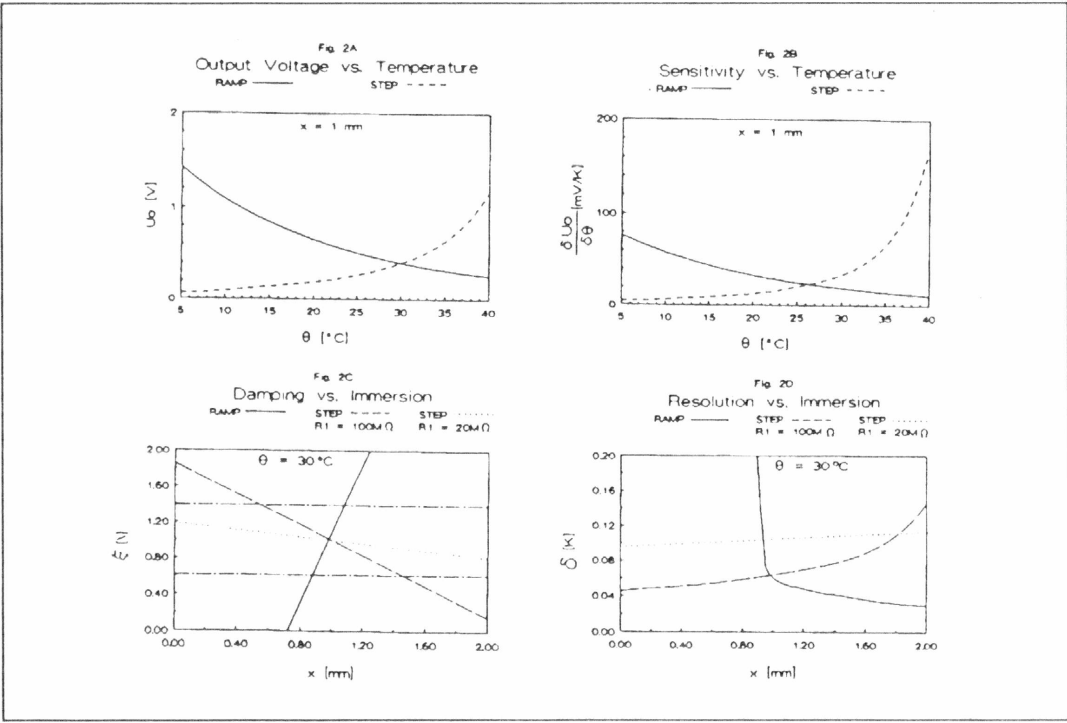 Fig. 2A
Output Voltage vs. Temperature
RAMP STEP
x = 1 mm
2
1
0
Uo [V]
5 10 15 20 25 30 35 40
θ [°C]
Fig. 2B
Sensitivity vs. Temperature
RAMP STEP
x = 1 mm
200
100
0
δ Uo
δθ
[mV/K]
5 10 15 20 25 30 35 40
θ [°C]
Fig. 2C
Damping vs. Immersion
RAMP STEP STEP
R1 = 100MΩ R1 = 20MΩ
θ = 30°C
2.00
1.60
1.20
0.80
0.40
0.00
0.00 0.40 0.80 1.20 1.60 2.00
x [mm]
Fig. 2D
Resolution vs. Immersion
RAMP STEP STEP
R1 = 100MΩ R1 = 20MΩ
θ = 30°C
0.20
0.16
0.12
0.08
0.04
0.00
δ [K]
0.00 0.40 0.80 1.20 1.60 2.00
x [mm]